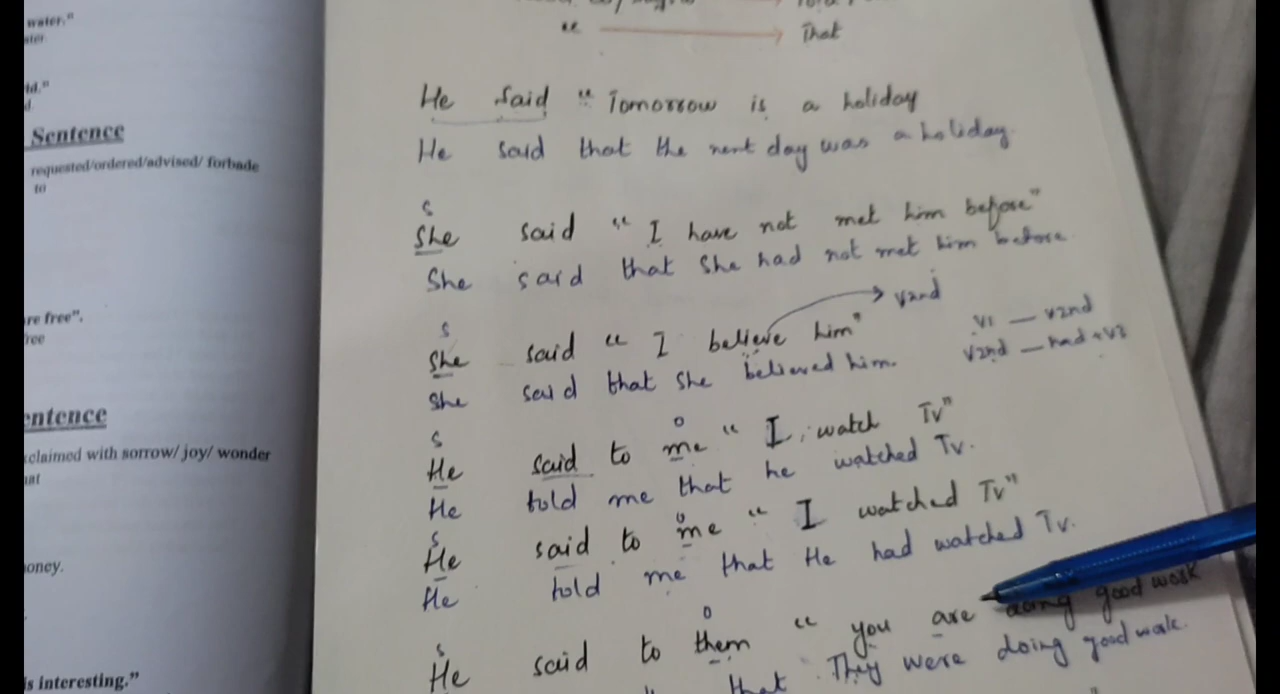 water."
ter
Sentence
requested/ordered/advised/ forbade
to
re free".
ree
entence
claimed with sorrow/ joy/ wonder
oney.
is interesting."
" That
He said " Tomorrow is a holiday
He said that the next day was a holiday.
S
She said " I have not met him before"
She said that She had not met him before.
V2nd
S
She said " I believe him"
V1 — V2nd
She said that She believed him.
V2nd — had + V3
S O
He said to me " I watch Tv"
He told me that he watched Tv.
S O
He said to me " I watched Tv"
He told me that He had watched Tv.
S O
He said to them " you are doing good work
that They were doing good work.